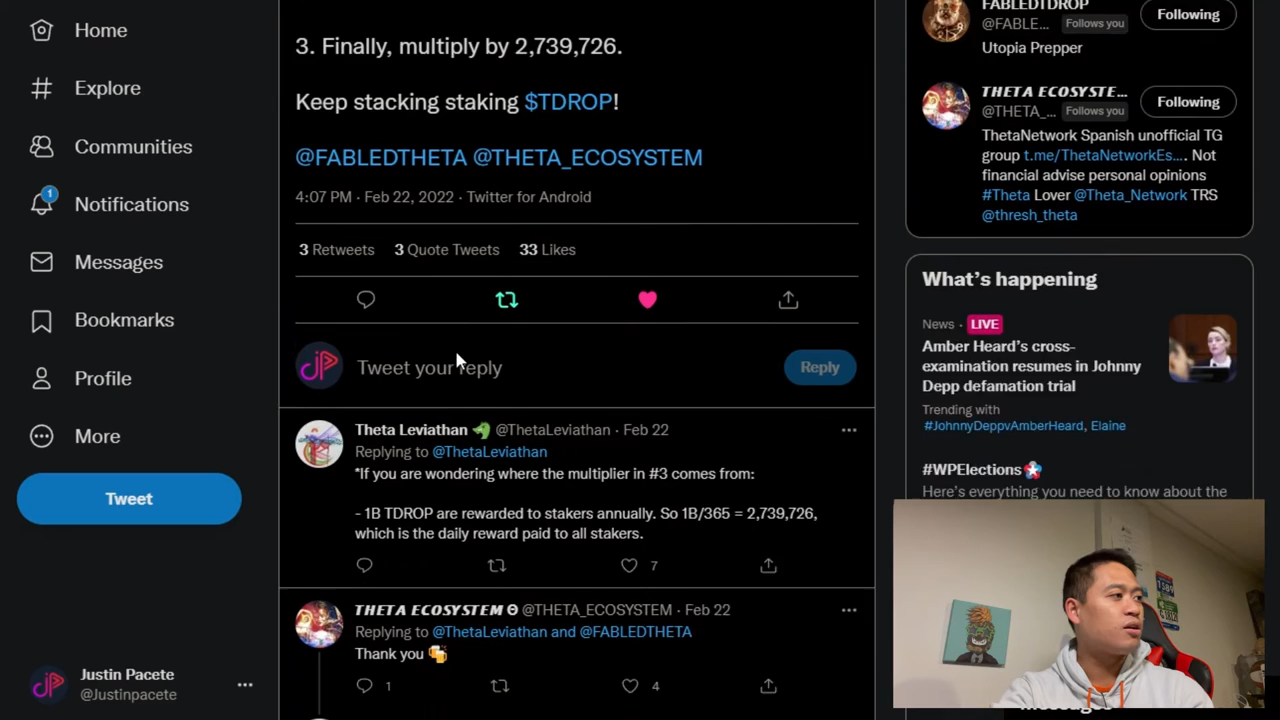 Home
Explore
Communities
Notifications
1
Messages
Bookmarks
Profile
More
Tweet
Justin Pacete
@Justinpacete
3. Finally, multiply by 2,739,726.
Keep stacking staking $TDROP!
@FABLEDTHETA @THETA_ECOSYSTEM
4:07 PM · Feb 22, 2022 · Twitter for Android
3 Retweets 3 Quote Tweets 33 Likes
Tweet your reply
Reply
Theta Leviathan @ThetaLeviathan · Feb 22
Replying to @ThetaLeviathan
*If you are wondering where the multiplier in #3 comes from:
- 1B TDROP are rewarded to stakers annually. So 1B/365 = 2,739,726,
which is the daily reward paid to all stakers.
7
THETA ECOSYSTEM Θ @THETA_ECOSYSTEM · Feb 22
Replying to @ThetaLeviathan and @FABLEDTHETA
Thank you
1 4
FABLEDTDROP
@FABLE... Follows you
Following
Utopia Prepper
THETA ECOSYSTE...
@THETA_... Follows you
Following
ThetaNetwork Spanish unofficial TG
group t.me/ThetaNetworkEs.... Not
financial advise personal opinions
#Theta Lover @Theta_Network TRS
@thresh_theta
What's happening
News · LIVE
Amber Heard's cross-
examination resumes in Johnny
Depp defamation trial
Trending with
#JohnnyDeppvAmberHeard, Elaine
#WPElections
Here's everything you need to know about the